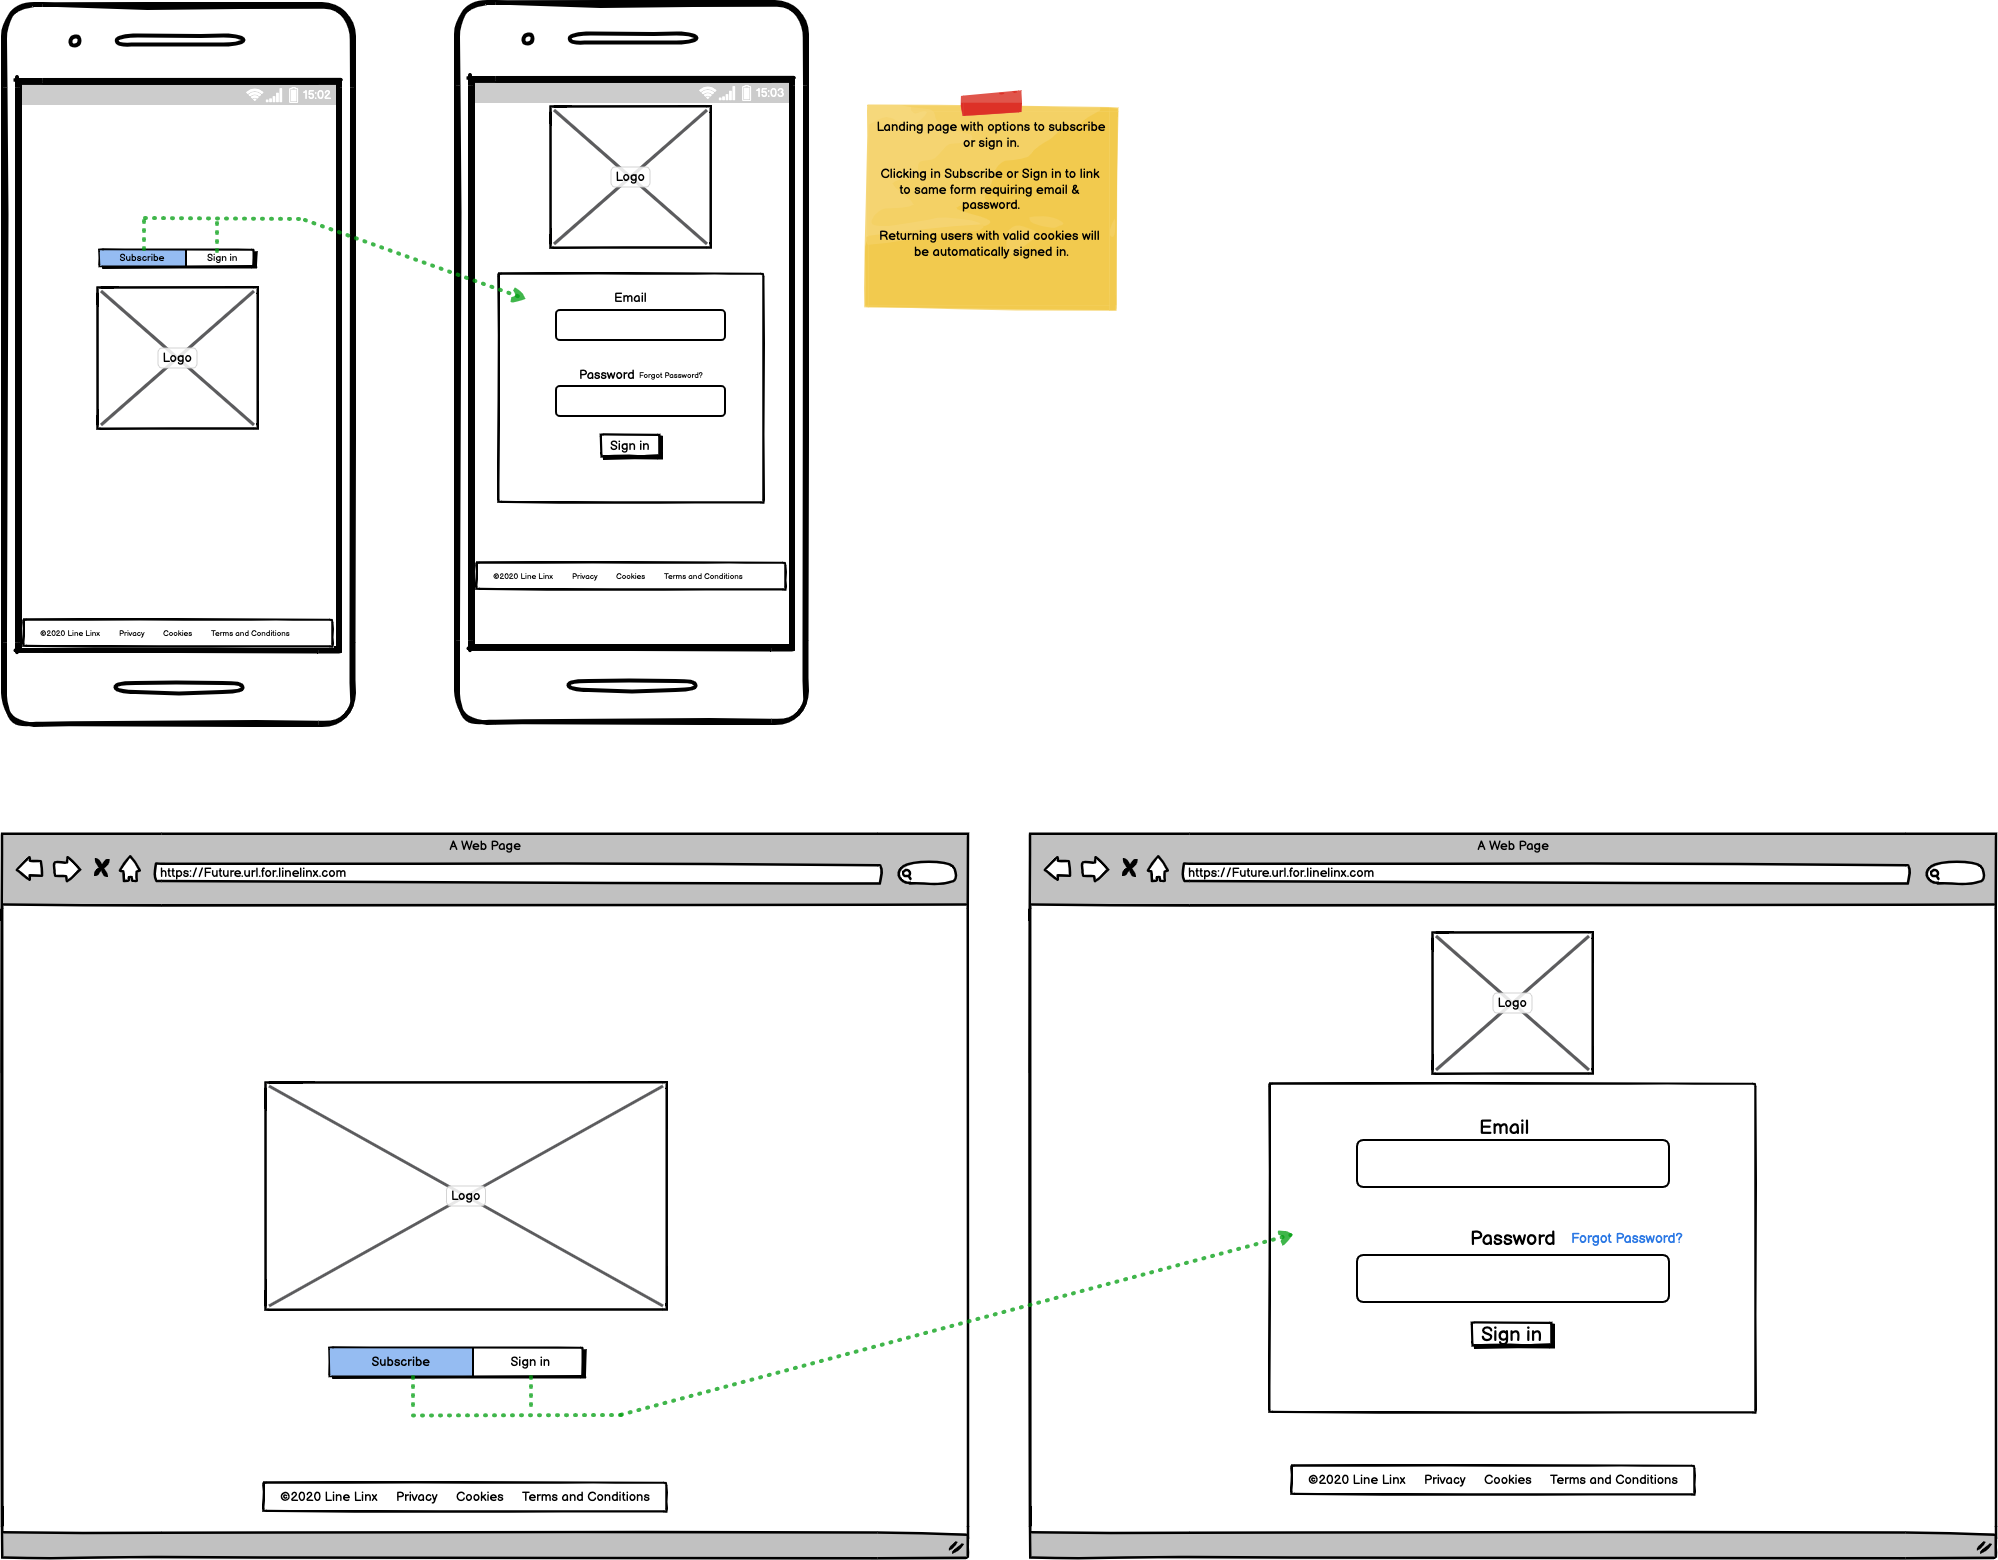 15:02
Subscribe Sign in
Logo
©2020 Line Linx Privacy Cookies Terms and Conditions
15:03
Logo
Email
Password Forgot Password?
Sign in
©2020 Line Linx Privacy Cookies Terms and Conditions
Landing page with options to subscribe
or sign in.
Clicking in Subscribe or Sign in to link
to same form requiring email &
password.
Returning users with valid cookies will
be automatically signed in.
A Web Page
https://Future.url.for.linelinx.com
Logo
Subscribe Sign in
©2020 Line Linx Privacy Cookies Terms and Conditions
A Web Page
https://Future.url.for.linelinx.com
Logo
Email
Password Forgot Password?
Sign in
©2020 Line Linx Privacy Cookies Terms and Conditions